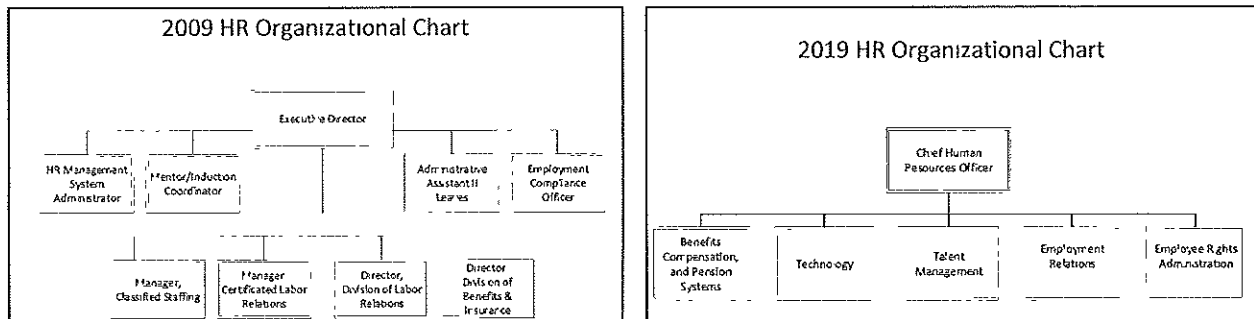 2009 HR Organizational Chart
Executive Director
HR Management
System
Administrator
Mentor/Induction
Coordinator
Administrative
Assistant II
Leaves
Employment
Compliance
Officer
Manager,
Classified Staffing
Manager
Certificated Labor
Relations
Director,
Division of Labor
Relations
Director
Division of
Benefits &
Insurance
2019 HR Organizational Chart
Chief Human
Resources Officer
Benefits
Compensation,
and Pension
Systems
Technology
Talent
Management
Employment
Relations
Employee Rights
Administration